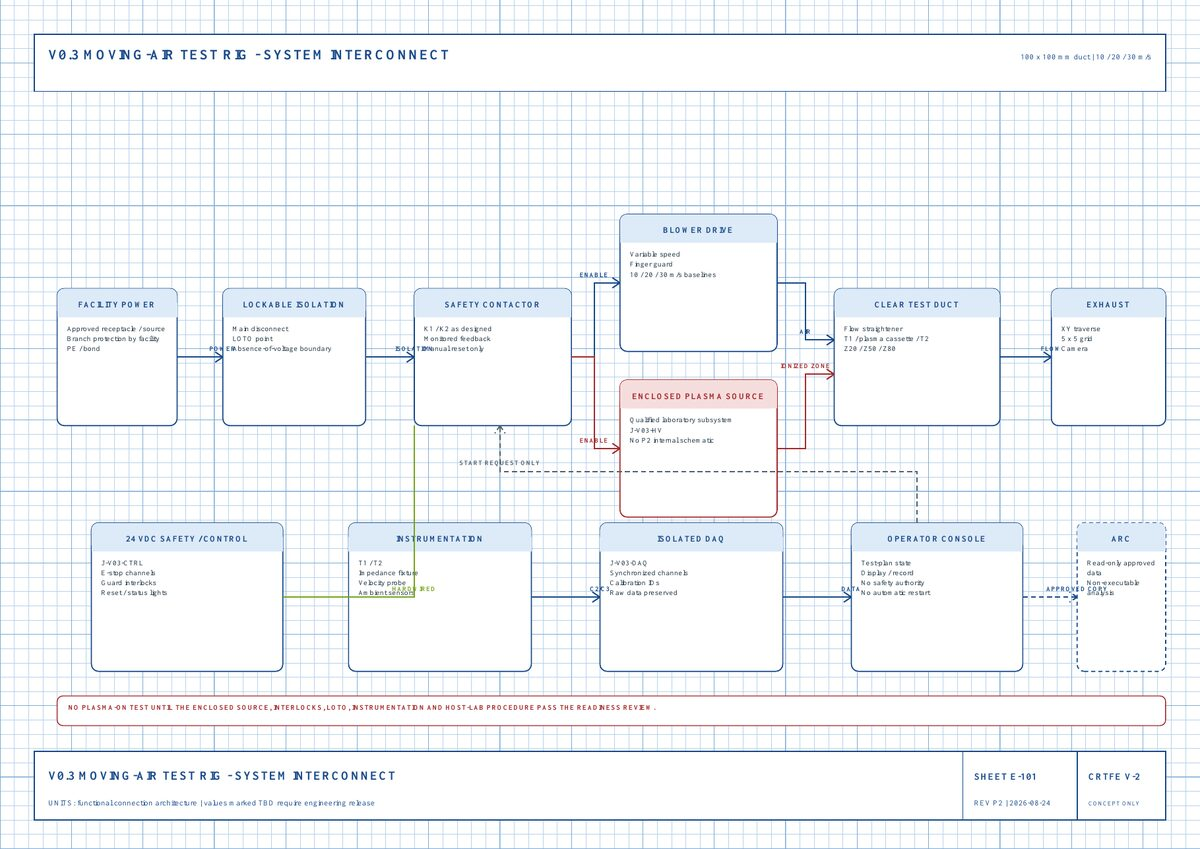 V0.3 MOVING-AIR TEST RIG - SYSTEM INTERCONNECT
100 x 100 mm duct | 10 / 20 / 30 m/s
BLOWER DRIVE
Variable speed
Finger guard
10 / 20 / 30 m/s baselines
ENABLE
FACILITY POWER
Approved receptacle / source
Branch protection by facility
PE / bond
POWER
LOCKABLE ISOLATION
Main disconnect
LOTO point
Absence-of-voltage boundary
ISOLATION
SAFETY CONTACTOR
K1 / K2 as designed
Monitored feedback
Manual reset only
AIR
IONIZED ZONE
CLEAR TEST DUCT
Flow straightener
T1 / plasma cassette / T2
Z20 / Z50 / Z80
FLOW
EXHAUST
XY traverse
5 x 5 grid
Camera
ENCLOSED PLASMA SOURCE
Qualified laboratory subsystem
J-V03-HV
No P2 internal schematic
ENABLE
START REQUEST ONLY
24 VDC SAFETY / CONTROL
J-V03-CTRL
E-stop channels
Guard interlocks
Reset / status lights
HARDWIRED
INSTRUMENTATION
T1 / T2
Impedance fixture
Velocity probe
Ambient sensors
C2/C3
ISOLATED DAQ
J-V03-DAQ
Synchronized channels
Calibration IDs
Raw data preserved
DATA
OPERATOR CONSOLE
Test-plan state
Display / record
No safety authority
No automatic restart
APPROVED COPY
ARC
Read-only approved
data
Non-executable
analysis
NO PLASMA-ON TEST UNTIL THE ENCLOSED SOURCE, INTERLOCKS, LOTO, INSTRUMENTATION AND HOST-LAB PROCEDURE PASS THE READINESS REVIEW.
V0.3 MOVING-AIR TEST RIG - SYSTEM INTERCONNECT
UNITS: functional connection architecture | values marked TBD require engineering release
SHEET E-101
REV P2 | 2026-08-24
CRTFE V-2
CONCEPT ONLY